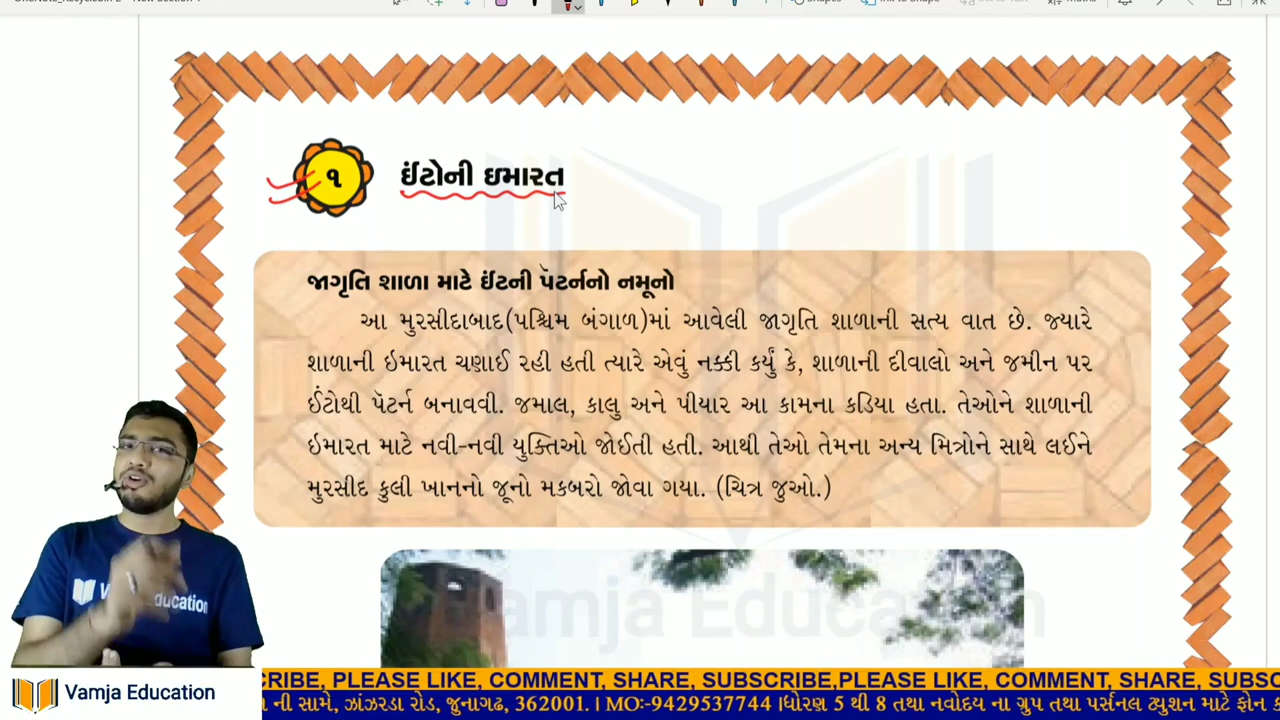 ૧ ઈંટોની ઇમારત
જાગૃતિ શાળા માટે ઈંટની પૅટર્નનો નમૂનો
આ મુરસીદાબાદ(પશ્ચિમ બંગાળ)માં આવેલી જાગૃતિ શાળાની સત્ય વાત છે. જ્યારે
શાળાની ઇમારત ચણાઈ રહી હતી ત્યારે એવું નક્કી કર્યું કે, શાળાની દીવાલો અને જમીન પર
ઈંટોથી પૅટર્ન બનાવવી. જમાલ, કાલુ અને પીયાર આ કામના કડિયા હતા. તેઓને શાળાની
ઇમારત માટે નવી-નવી યુક્તિઓ જોઈતી હતી. આથી તેઓ તેમના અન્ય મિત્રોને સાથે લઈને
મુરસીદ કુલી ખાનનો જૂનો મકબરો જોવા ગયા. (ચિત્ર જુઓ.)
Vamja Education
Vamja Education
CRIBE, PLEASE LIKE, COMMENT, SHARE, SUBSCRIBE,PLEASE LIKE, COMMENT, SHARE, SUBSC
ની સામે, ઝાંઝરડા રોડ, જુનાગઢ, 362001. | MO:-9429537744 |ધોરણ 5 થી 8 તથા નવોદય ના ગ્રુપ તથા પર્સનલ ટ્યુશન માટે ફોન